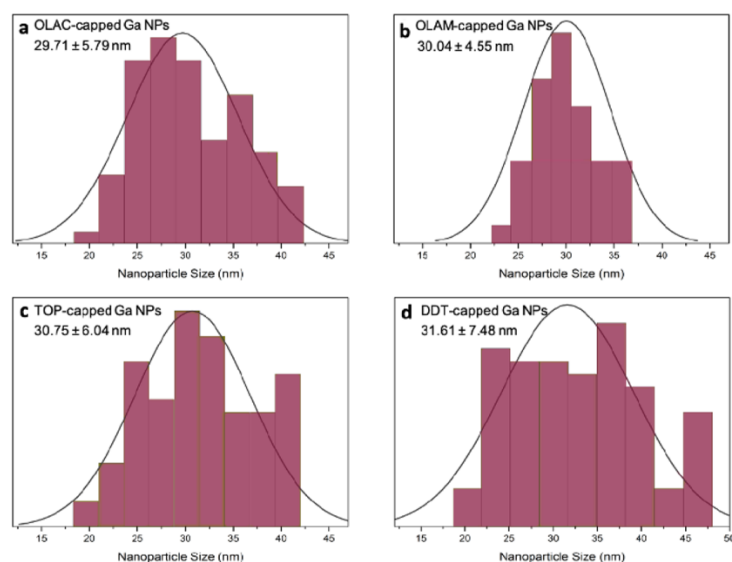 a OLAC-capped Ga NPs
29.71 ± 5.79 nm
15 20 25 30 35 40 45
Nanoparticle Size (nm)
b OLAM-capped Ga NPs
30.04 ± 4.55 nm
15 20 25 30 35 40 45
Nanoparticle Size (nm)
c TOP-capped Ga NPs
30.75 ± 6.04 nm
15 20 25 30 35 40 45
Nanoparticle Size (nm)
d DDT-capped Ga NPs
31.61 ± 7.48 nm
15 20 25 30 35 40 45 50
Nanoparticle Size (nm)